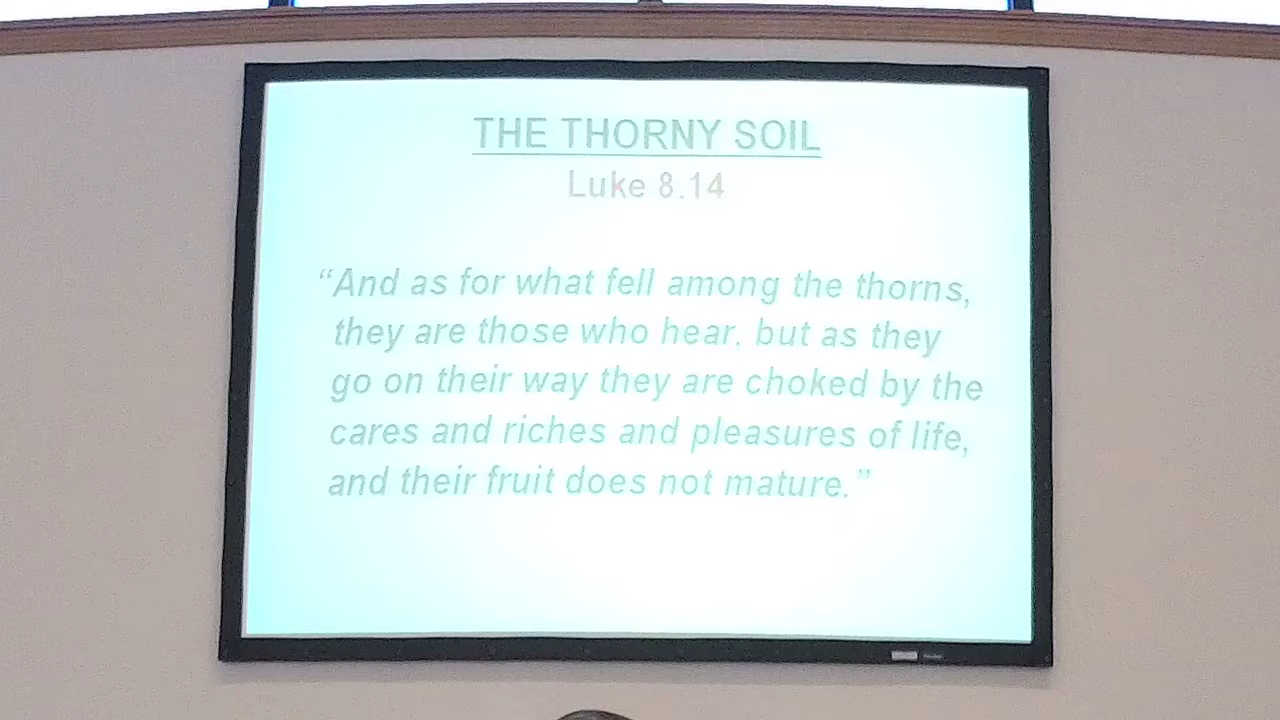 THE THORNY SOIL
Luke 8.14
“And as for what fell among the thorns,
they are those who hear, but as they
go on their way they are choked by the
cares and riches and pleasures of life,
and their fruit does not mature.”